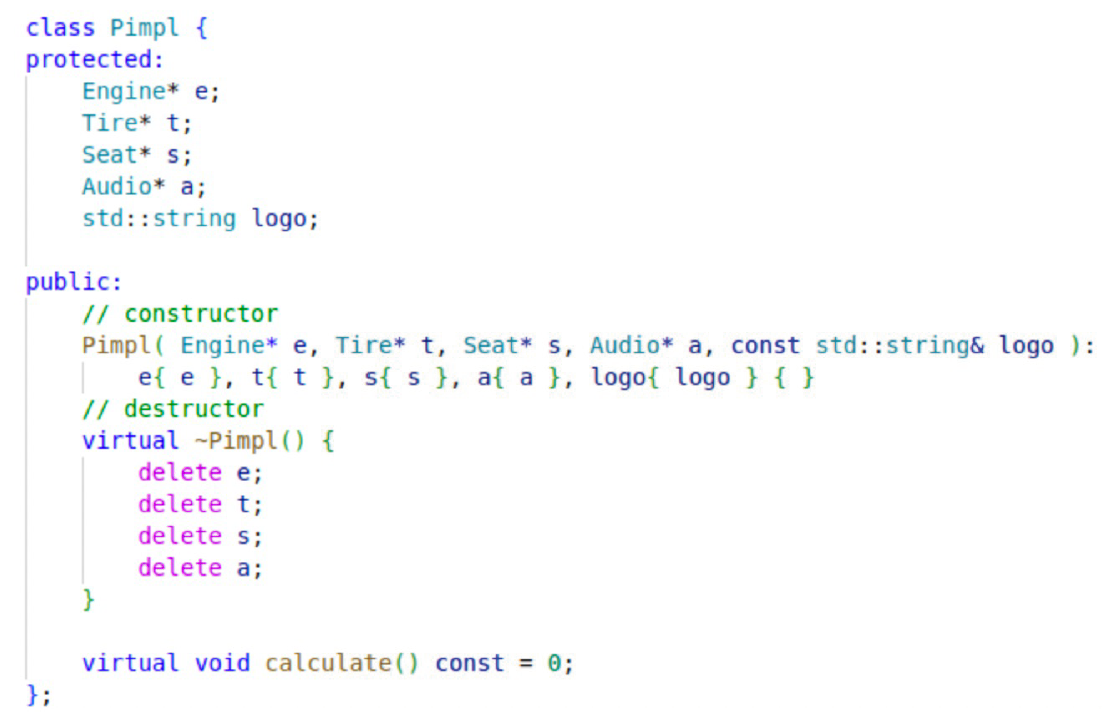 class Pimpl {
protected:
    Engine* e;
    Tire* t;
    Seat* s;
    Audio* a;
    std::string logo;

public:
    // constructor
    Pimpl( Engine* e, Tire* t, Seat* s, Audio* a, const std::string& logo ):
        e{ e }, t{ t }, s{ s }, a{ a }, logo{ logo } { }
    // destructor
    virtual ~Pimpl() {
        delete e;
        delete t;
        delete s;
        delete a;
    }

    virtual void calculate() const = 0;
};